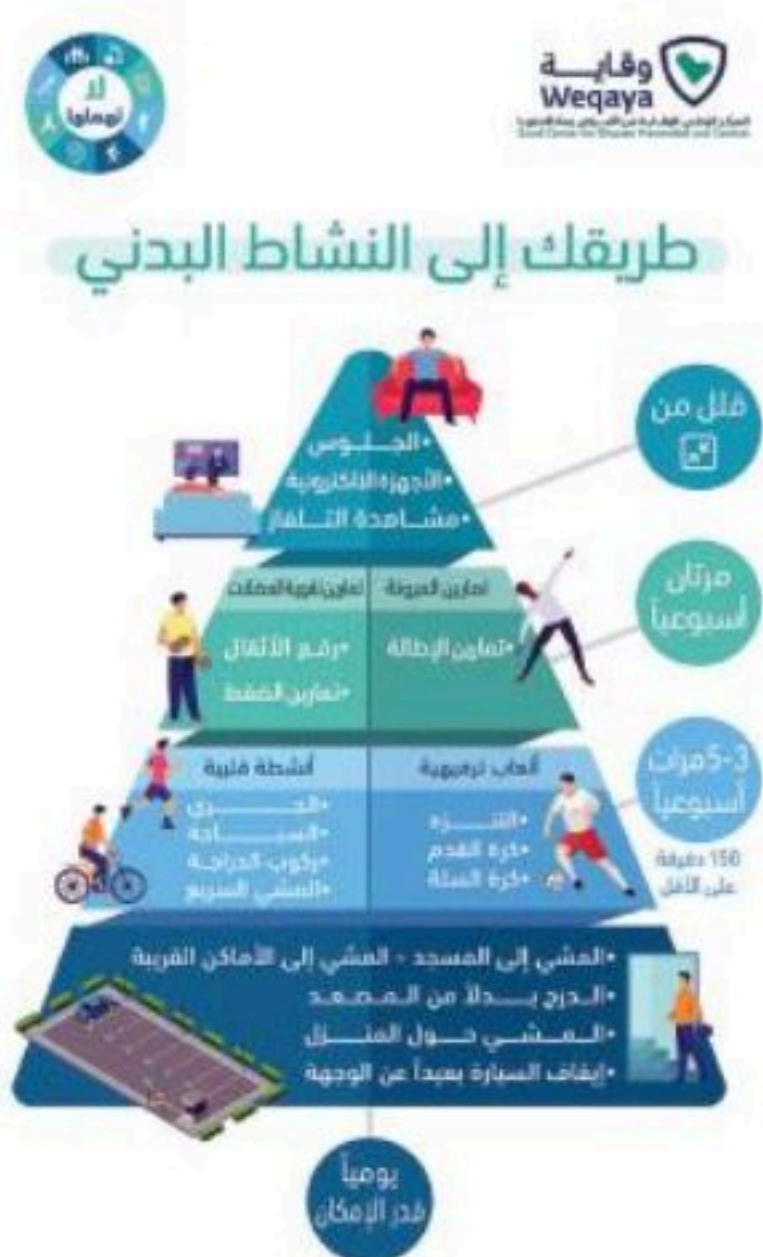 لا
تهملها
وقاية
Weqaya
طريقك إلى النشاط البدني
قلل من
•الجلوس
•الأجهزة الإلكترونية
•مشاهدة التلفاز
مرتان
أسبوعياً
تمارين المرونة
•تمارين الإطالة
تمارين تقوية العضلات
•رفع الأثقال
•تمارين الضغط
3-5 مرات
أسبوعياً
150 دقيقة
على الأقل
ألعاب ترفيهية
•التنزه
•كرة القدم
•كرة السلة
أنشطة قلبية
•الجري
•السباحة
•ركوب الدراجة
•المشي السريع
•المشي إلى المسجد - المشي إلى الأماكن القريبة
•الدرج بدلاً من المصعد
•المشي حول المنزل
•إيقاف السيارة بعيداً عن الوجهة
يومياً
قدر الإمكان